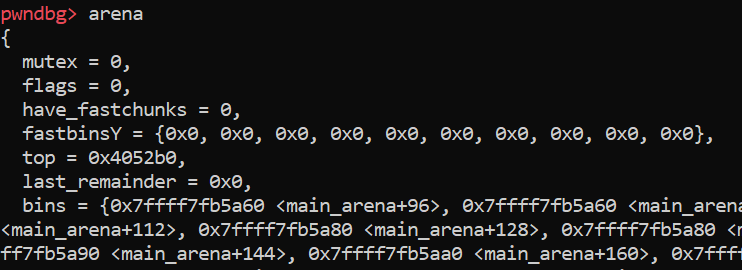 pwndbg> arena
{
  mutex = 0,
  flags = 0,
  have_fastchunks = 0,
  fastbinsY = {0x0, 0x0, 0x0, 0x0, 0x0, 0x0, 0x0, 0x0, 0x0, 0x0},
  top = 0x4052b0,
  last_remainder = 0x0,
  bins = {0x7ffff7fb5a60 <main_arena+96>, 0x7ffff7fb5a60 <main_aren
<main_arena+112>, 0x7ffff7fb5a80 <main_arena+128>, 0x7ffff7fb5a80 <m
ff7fb5a90 <main_arena+144>, 0x7ffff7fb5aa0 <main_arena+160>, 0x7fff